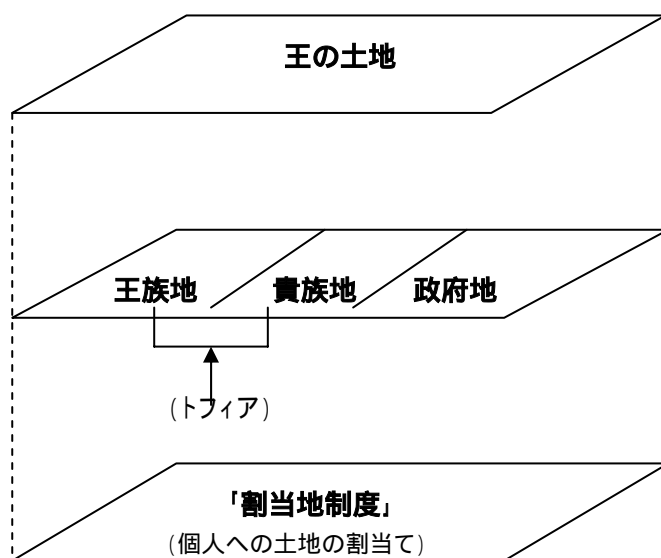 王の土地
王族地 貴族地 政府地
(トフィア)
「割当地制度」
(個人への土地の割当て)